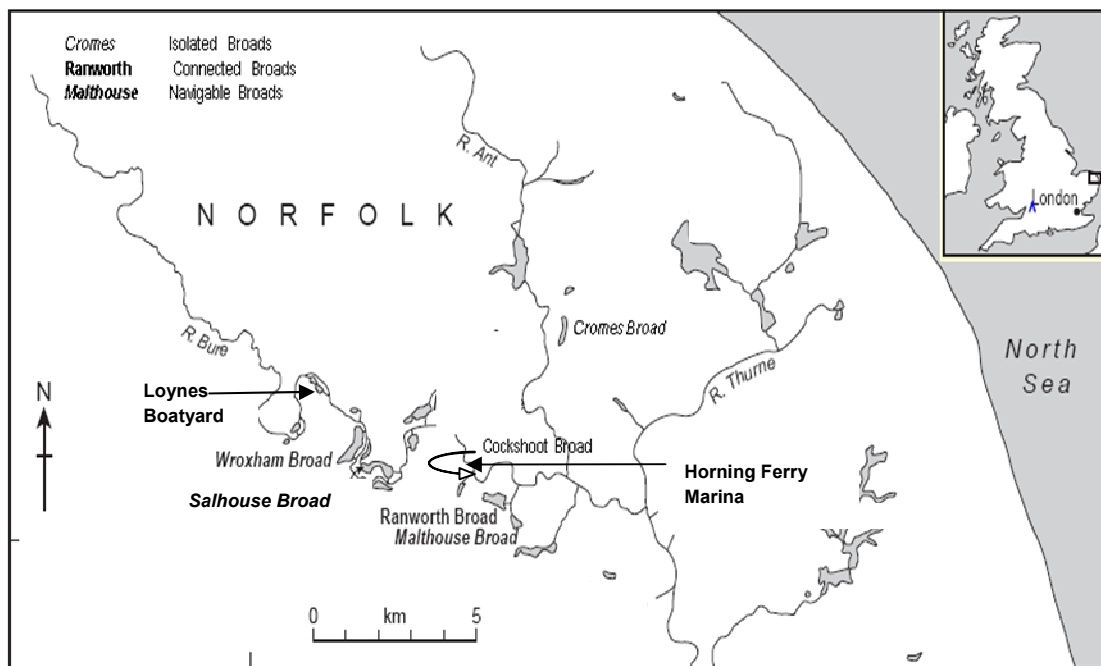 Cromes Isolated Broads
Ranworth Connected Broads
Malthouse Navigable Broads
London
R. Ant
NORFOLK
Cromes Broad
R. Bure
North
Sea
R. Thurne
N
Loynes
Boatyard
Wroxham Broad
Cockshoot Broad
Horning Ferry
Marina
Salhouse Broad
Ranworth Broad
Malthouse Broad
0 km 5